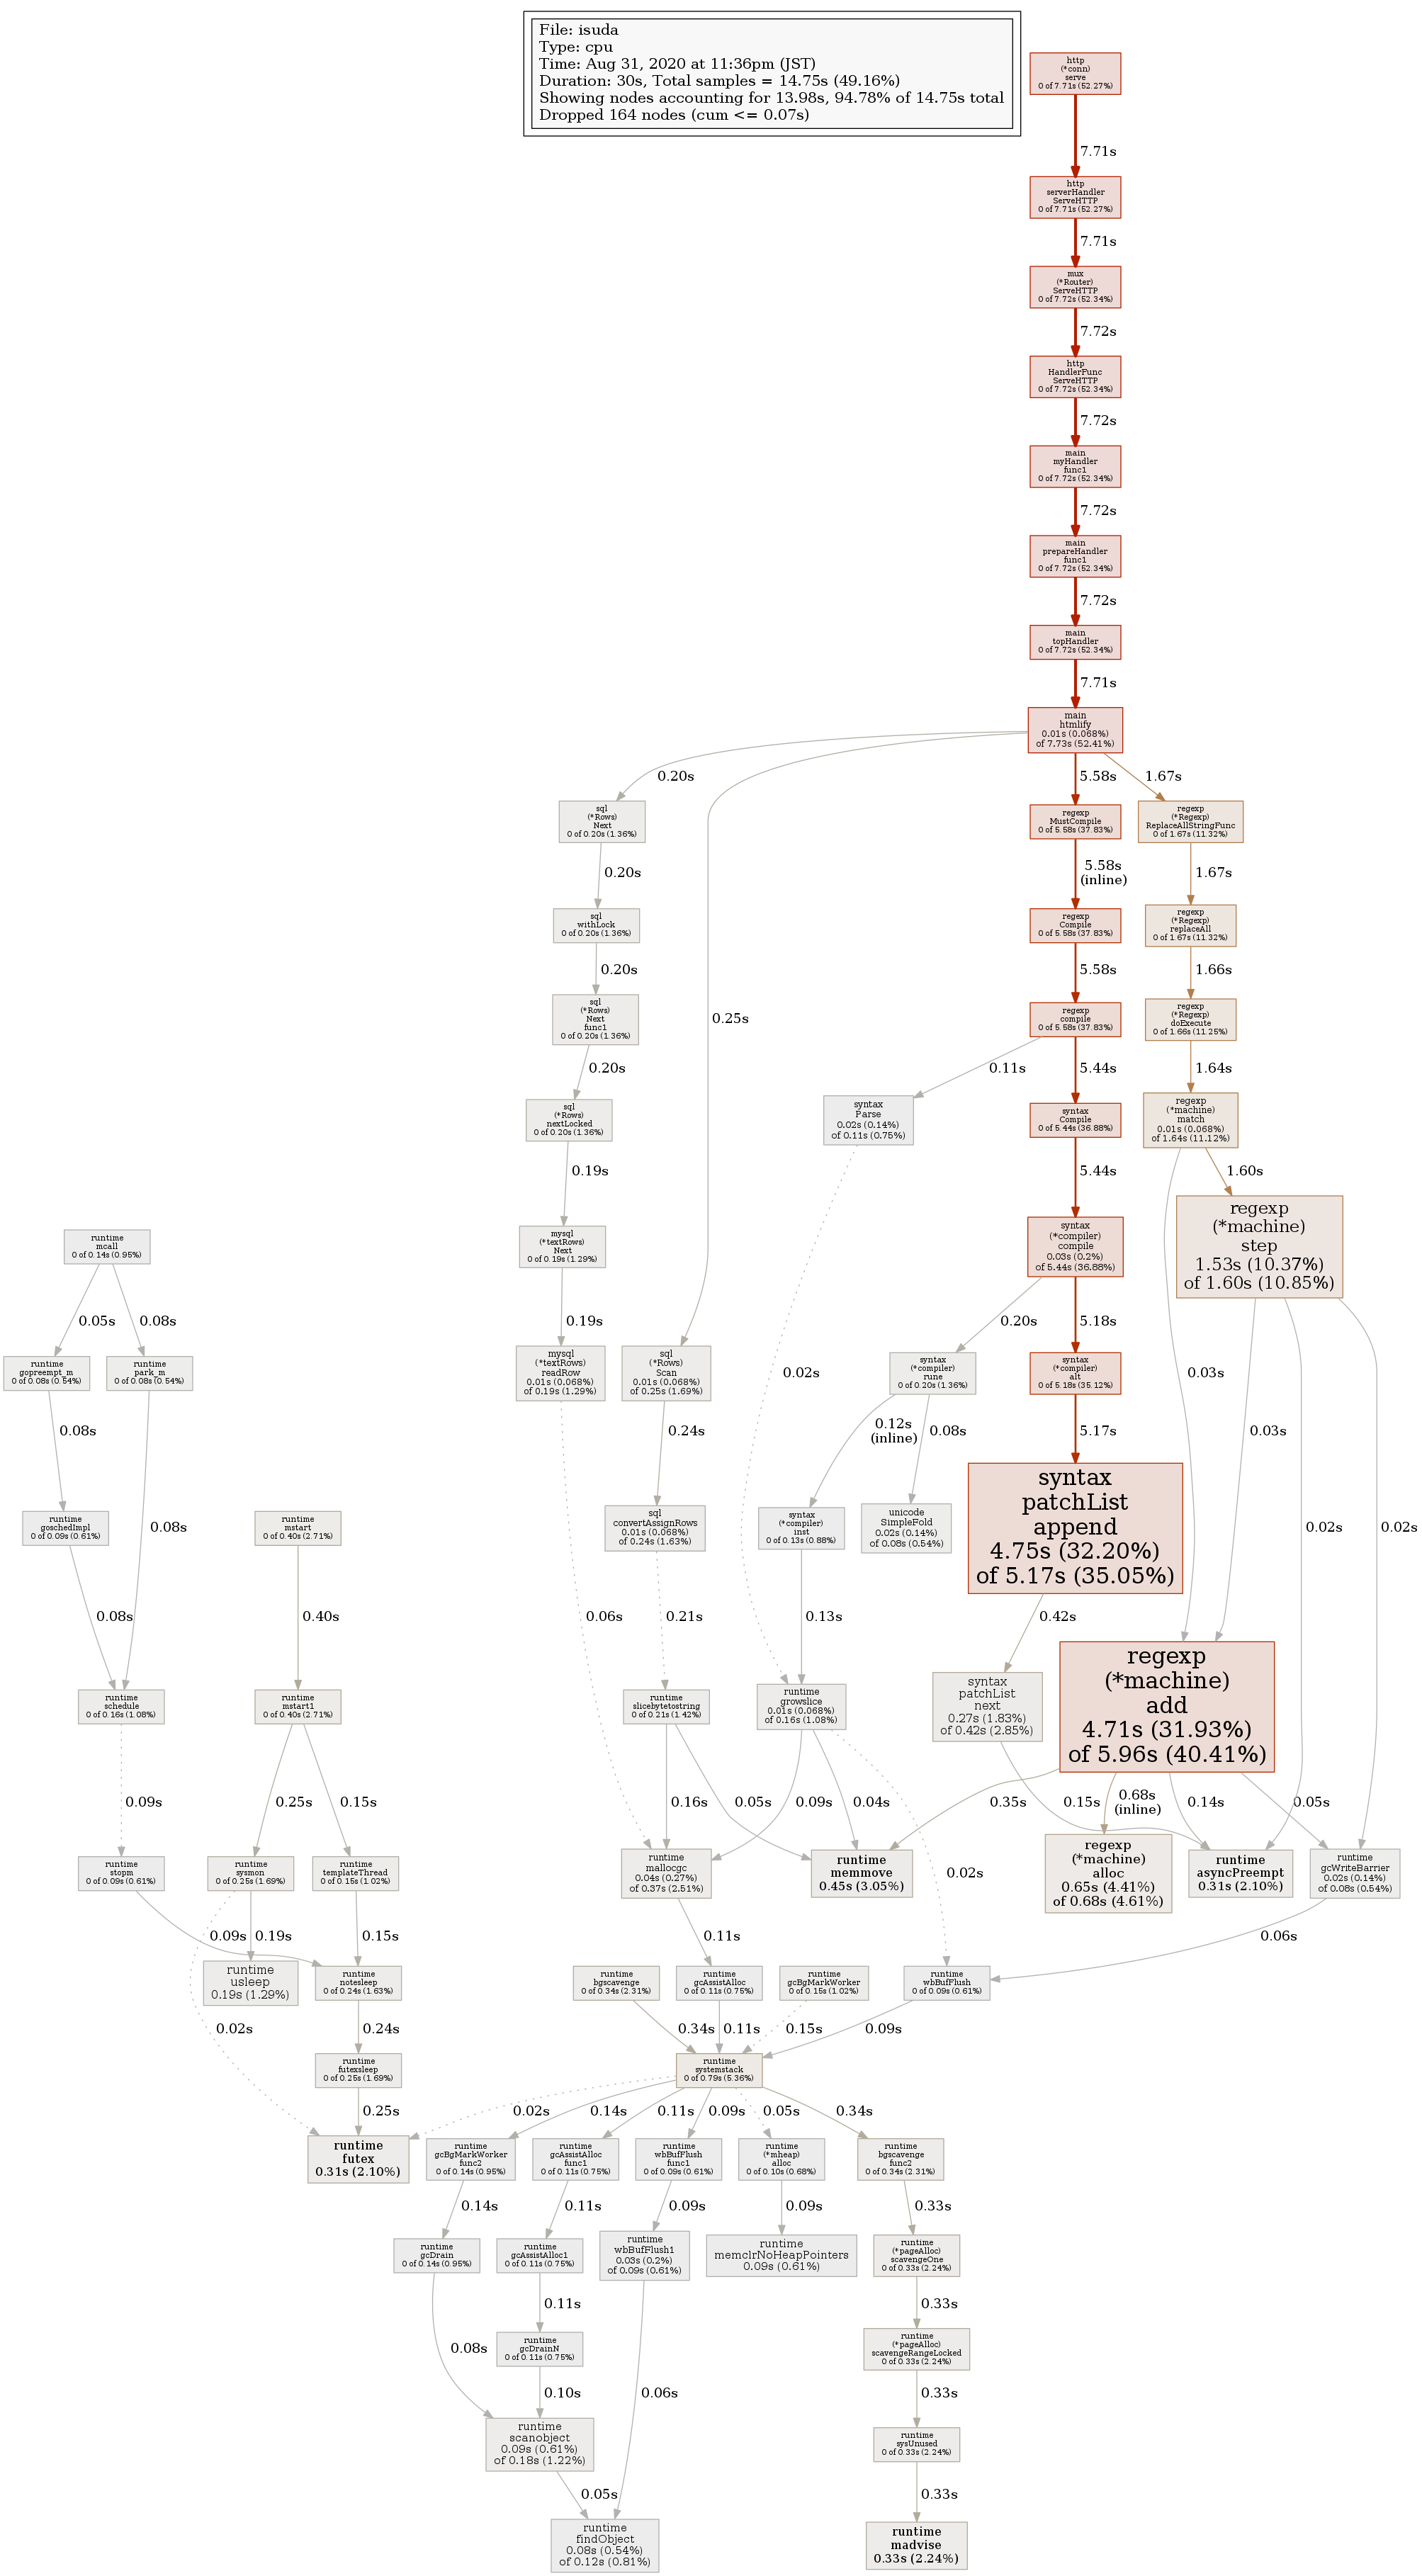 File: isuda
Type: cpu
Time: Aug 31, 2020 at 11:36pm (JST)
Duration: 30s, Total samples = 14.75s (49.16%)
Showing nodes accounting for 13.98s, 94.78% of 14.75s total
Dropped 164 nodes (cum <= 0.07s)
http
(*conn)
serve
0 of 7.71s (52.27%)
7.71s
http
serverHandler
ServeHTTP
0 of 7.71s (52.27%)
7.71s
mux
(*Router)
ServeHTTP
0 of 7.72s (52.34%)
7.72s
http
HandlerFunc
ServeHTTP
0 of 7.72s (52.34%)
7.72s
main
myHandler
func1
0 of 7.72s (52.34%)
7.72s
main
prepareHandler
func1
0 of 7.72s (52.34%)
7.72s
main
topHandler
0 of 7.72s (52.34%)
7.71s
main
htmlify
0.01s (0.068%)
of 7.73s (52.41%)
0.20s
5.58s
1.67s
sql
(*Rows)
Next
0 of 0.20s (1.36%)
regexp
MustCompile
0 of 5.58s (37.83%)
regexp
(*Regexp)
ReplaceAllStringFunc
0 of 1.67s (11.32%)
0.20s
5.58s
(inline)
1.67s
sql
withLock
0 of 0.20s (1.36%)
regexp
Compile
0 of 5.58s (37.83%)
regexp
(*Regexp)
replaceAll
0 of 1.67s (11.32%)
0.20s
5.58s
1.66s
sql
(*Rows)
Next
func1
0 of 0.20s (1.36%)
0.25s
regexp
compile
0 of 5.58s (37.83%)
regexp
(*Regexp)
doExecute
0 of 1.66s (11.25%)
0.20s
0.11s
5.44s
1.64s
sql
(*Rows)
nextLocked
0 of 0.20s (1.36%)
syntax
Parse
0.02s (0.14%)
of 0.11s (0.75%)
syntax
Compile
0 of 5.44s (36.88%)
regexp
(*machine)
match
0.01s (0.068%)
of 1.64s (11.12%)
0.19s
5.44s
1.60s
runtime
mcall
0 of 0.14s (0.95%)
mysql
(*textRows)
Next
0 of 0.19s (1.29%)
syntax
(*compiler)
compile
0.03s (0.2%)
of 5.44s (36.88%)
regexp
(*machine)
step
1.53s (10.37%)
of 1.60s (10.85%)
0.05s
0.08s
0.19s
0.20s
5.18s
runtime
gopreempt_m
0 of 0.08s (0.54%)
runtime
park_m
0 of 0.08s (0.54%)
mysql
(*textRows)
readRow
0.01s (0.068%)
of 0.19s (1.29%)
sql
(*Rows)
Scan
0.01s (0.068%)
of 0.25s (1.69%)
0.02s
syntax
(*compiler)
rune
0 of 0.20s (1.36%)
syntax
(*compiler)
alt
0 of 5.18s (35.12%)
0.03s
0.08s
0.24s
0.12s
(inline)
0.08s
5.17s
0.03s
runtime
goschedImpl
0 of 0.09s (0.61%)
0.08s
runtime
mstart
0 of 0.40s (2.71%)
sql
convertAssignRows
0.01s (0.068%)
of 0.24s (1.63%)
syntax
(*compiler)
inst
0 of 0.13s (0.88%)
unicode
SimpleFold
0.02s (0.14%)
of 0.08s (0.54%)
syntax
patchList
append
4.75s (32.20%)
of 5.17s (35.05%)
0.02s
0.02s
0.08s
0.40s
0.06s
0.21s
0.13s
0.42s
runtime
schedule
0 of 0.16s (1.08%)
runtime
mstart1
0 of 0.40s (2.71%)
runtime
slicebytetostring
0 of 0.21s (1.42%)
runtime
growslice
0.01s (0.068%)
of 0.16s (1.08%)
syntax
patchList
next
0.27s (1.83%)
of 0.42s (2.85%)
regexp
(*machine)
add
4.71s (31.93%)
of 5.96s (40.41%)
0.09s
0.25s
0.15s
0.16s
0.05s
0.09s
0.04s
0.35s
0.15s
0.68s
(inline)
0.14s
0.05s
runtime
stopm
0 of 0.09s (0.61%)
runtime
sysmon
0 of 0.25s (1.69%)
runtime
templateThread
0 of 0.15s (1.02%)
runtime
mallocgc
0.04s (0.27%)
of 0.37s (2.51%)
runtime
memmove
0.45s (3.05%)
0.02s
regexp
(*machine)
alloc
0.65s (4.41%)
of 0.68s (4.61%)
runtime
asyncPreempt
0.31s (2.10%)
runtime
gcWriteBarrier
0.02s (0.14%)
of 0.08s (0.54%)
0.09s
0.19s
0.15s
0.11s
0.06s
runtime
usleep
0.19s (1.29%)
runtime
notesleep
0 of 0.24s (1.63%)
runtime
bgscavenge
0 of 0.34s (2.31%)
runtime
gcAssistAlloc
0 of 0.11s (0.75%)
runtime
gcBgMarkWorker
0 of 0.15s (1.02%)
runtime
wbBufFlush
0 of 0.09s (0.61%)
0.02s
0.24s
0.34s
0.11s
0.15s
0.09s
runtime
futexsleep
0 of 0.25s (1.69%)
runtime
systemstack
0 of 0.79s (5.36%)
0.25s
0.02s
0.14s
0.11s
0.09s
0.05s
0.34s
runtime
futex
0.31s (2.10%)
runtime
gcBgMarkWorker
func2
0 of 0.14s (0.95%)
runtime
gcAssistAlloc
func1
0 of 0.11s (0.75%)
runtime
wbBufFlush
func1
0 of 0.09s (0.61%)
runtime
(*mheap)
alloc
0 of 0.10s (0.68%)
runtime
bgscavenge
func2
0 of 0.34s (2.31%)
0.14s
0.11s
0.09s
0.09s
0.33s
runtime
gcDrain
0 of 0.14s (0.95%)
runtime
gcAssistAlloc1
0 of 0.11s (0.75%)
runtime
wbBufFlush1
0.03s (0.2%)
of 0.09s (0.61%)
runtime
memclrNoHeapPointers
0.09s (0.61%)
runtime
(*pageAlloc)
scavengeOne
0 of 0.33s (2.24%)
0.11s
0.33s
0.08s
runtime
gcDrainN
0 of 0.11s (0.75%)
runtime
(*pageAlloc)
scavengeRangeLocked
0 of 0.33s (2.24%)
0.10s
0.06s
0.33s
runtime
scanobject
0.09s (0.61%)
of 0.18s (1.22%)
runtime
sysUnused
0 of 0.33s (2.24%)
0.05s
0.33s
runtime
findObject
0.08s (0.54%)
of 0.12s (0.81%)
runtime
madvise
0.33s (2.24%)